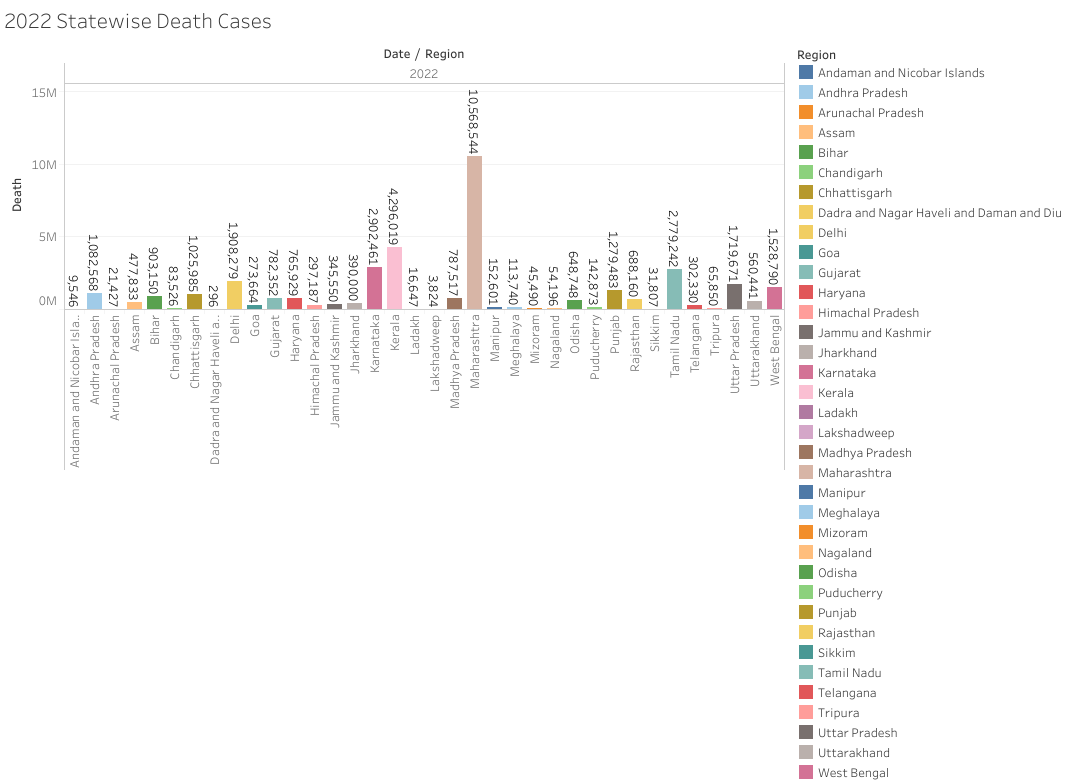 2022 Statewise Death Cases
Date / Region
2022
Death
15M
10M
5M
0M
9,546
1,082,568
21,427
477,833
903,150
83,526
1,025,985
296
1,908,279
273,664
782,352
765,929
297,187
345,550
390,000
2,902,461
4,296,019
16,647
3,824
787,517
10,568,544
152,601
113,740
45,490
54,196
648,748
142,873
1,279,483
688,160
31,807
2,779,242
302,330
65,850
1,719,671
560,441
1,528,790
Andaman and Nicobar Isla..
Andhra Pradesh
Arunachal Pradesh
Assam
Bihar
Chandigarh
Chhattisgarh
Dadra and Nagar Haveli a..
Delhi
Goa
Gujarat
Haryana
Himachal Pradesh
Jammu and Kashmir
Jharkhand
Karnataka
Kerala
Ladakh
Lakshadweep
Madhya Pradesh
Maharashtra
Manipur
Meghalaya
Mizoram
Nagaland
Odisha
Puducherry
Punjab
Rajasthan
Sikkim
Tamil Nadu
Telangana
Tripura
Uttar Pradesh
Uttarakhand
West Bengal
Region
Andaman and Nicobar Islands
Andhra Pradesh
Arunachal Pradesh
Assam
Bihar
Chandigarh
Chhattisgarh
Dadra and Nagar Haveli and Daman and Diu
Delhi
Goa
Gujarat
Haryana
Himachal Pradesh
Jammu and Kashmir
Jharkhand
Karnataka
Kerala
Ladakh
Lakshadweep
Madhya Pradesh
Maharashtra
Manipur
Meghalaya
Mizoram
Nagaland
Odisha
Puducherry
Punjab
Rajasthan
Sikkim
Tamil Nadu
Telangana
Tripura
Uttar Pradesh
Uttarakhand
West Bengal